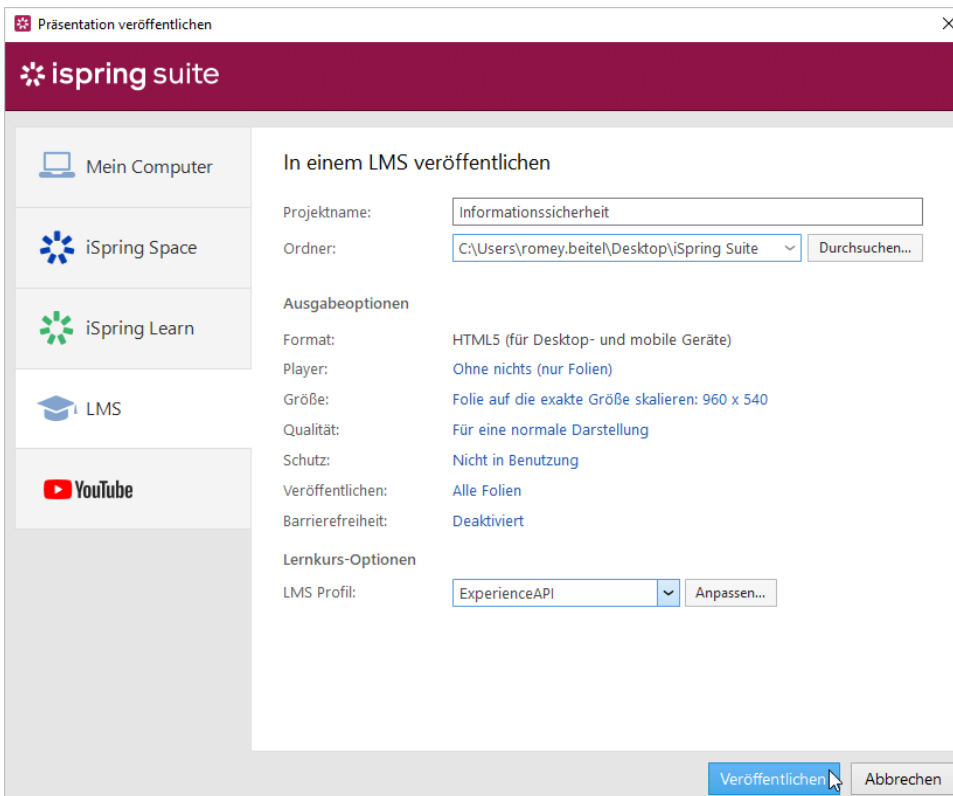 Präsentation veröffentlichen
ispring suite
Mein Computer
iSpring Space
iSpring Learn
LMS
YouTube
In einem LMS veröffentlichen
Projektname: Informationssicherheit
Ordner: C:\Users\romey.beitel\Desktop\iSpring Suite Durchsuchen...
Ausgabeoptionen
Format: HTML5 (für Desktop- und mobile Geräte)
Player: Ohne nichts (nur Folien)
Größe: Folie auf die exakte Größe skalieren: 960 x 540
Qualität: Für eine normale Darstellung
Schutz: Nicht in Benutzung
Veröffentlichen: Alle Folien
Barrierefreiheit: Deaktiviert
Lernkurs-Optionen
LMS Profil: ExperienceAPI Anpassen...
Veröffentlichen Abbrechen